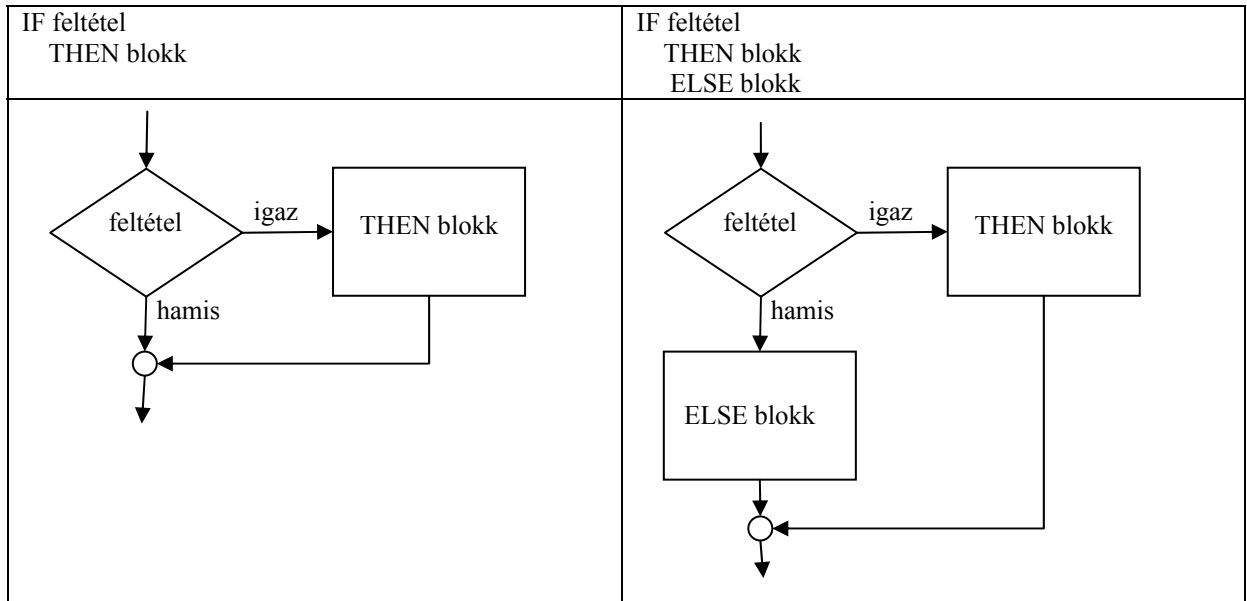 IF feltétel
THEN blokk
IF feltétel
THEN blokk
ELSE blokk
feltétel
igaz
THEN blokk
hamis
feltétel
igaz
THEN blokk
hamis
ELSE blokk